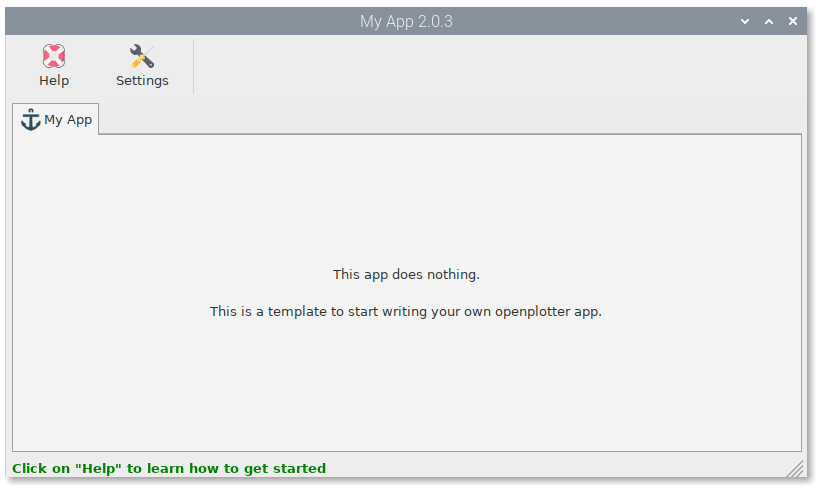 My App 2.0.3
Help
Settings
My App
This app does nothing.
This is a template to start writing your own openplotter app.
Click on "Help" to learn how to get started